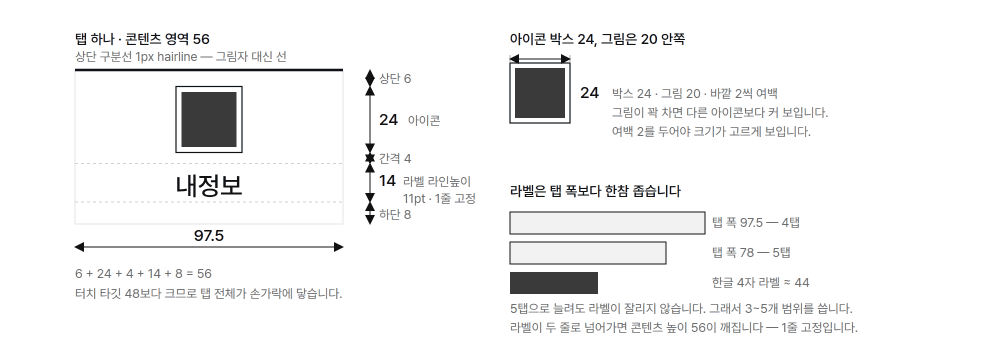 탭 하나 · 콘텐츠 영역 56
상단 구분선 1px hairline — 그림자 대신 선
내정보
97.5
상단 6
24 아이콘
간격 4
14 라벨 라인높이
11pt · 1줄 고정
하단 8
6 + 24 + 4 + 14 + 8 = 56
터치 타깃 48보다 크므로 탭 전체가 손가락에 닿습니다.
아이콘 박스 24, 그림은 20 안쪽
24 박스 24 · 그림 20 · 바깥 2씩 여백
그림이 꽉 차면 다른 아이콘보다 커 보입니다.
여백 2를 두어야 크기가 고르게 보입니다.
라벨은 탭 폭보다 한참 좁습니다
탭 폭 97.5 — 4탭
탭 폭 78 — 5탭
한글 4자 라벨 ≈ 44
5탭으로 늘려도 라벨이 잘리지 않습니다. 그래서 3~5개 범위를 씁니다.
라벨이 두 줄로 넘어가면 콘텐츠 높이 56이 깨집니다 — 1줄 고정입니다.